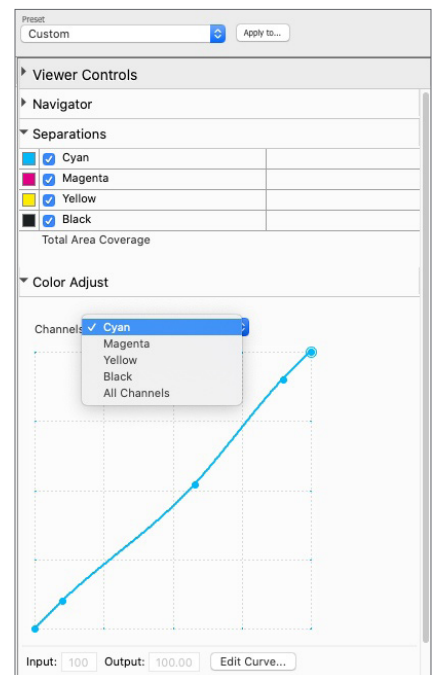 Preset
Custom Apply to...
Viewer Controls
Navigator
Separations
Cyan
Magenta
Yellow
Black
Total Area Coverage
Color Adjust
Channels ✓ Cyan
Magenta
Yellow
Black
All Channels
Input: 100 Output: 100.00 Edit Curve...